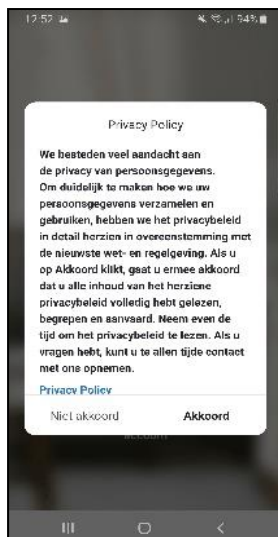 12:52
94%
Privacy Policy
We besteden veel aandacht aan
de privacy van persoonsgegevens.
Om duidelijk te maken hoe we uw
persoonsgegevens verzamelen en
gebruiken, hebben we het privacybeleid
in detail herzien in overeenstemming met
de nieuwste wet- en regelgeving. Als u
op Akkoord klikt, gaat u ermee akkoord
dat u alle inhoud van het herziene
privacybeleid volledig hebt gelezen,
begrepen en aanvaard. Neem even de
tijd om het privacybeleid te lezen. Als u
vragen hebt, kunt u te allen tijde contact
met ons opnemen.
Privacy Policy
Niet akkoord Akkoord
account